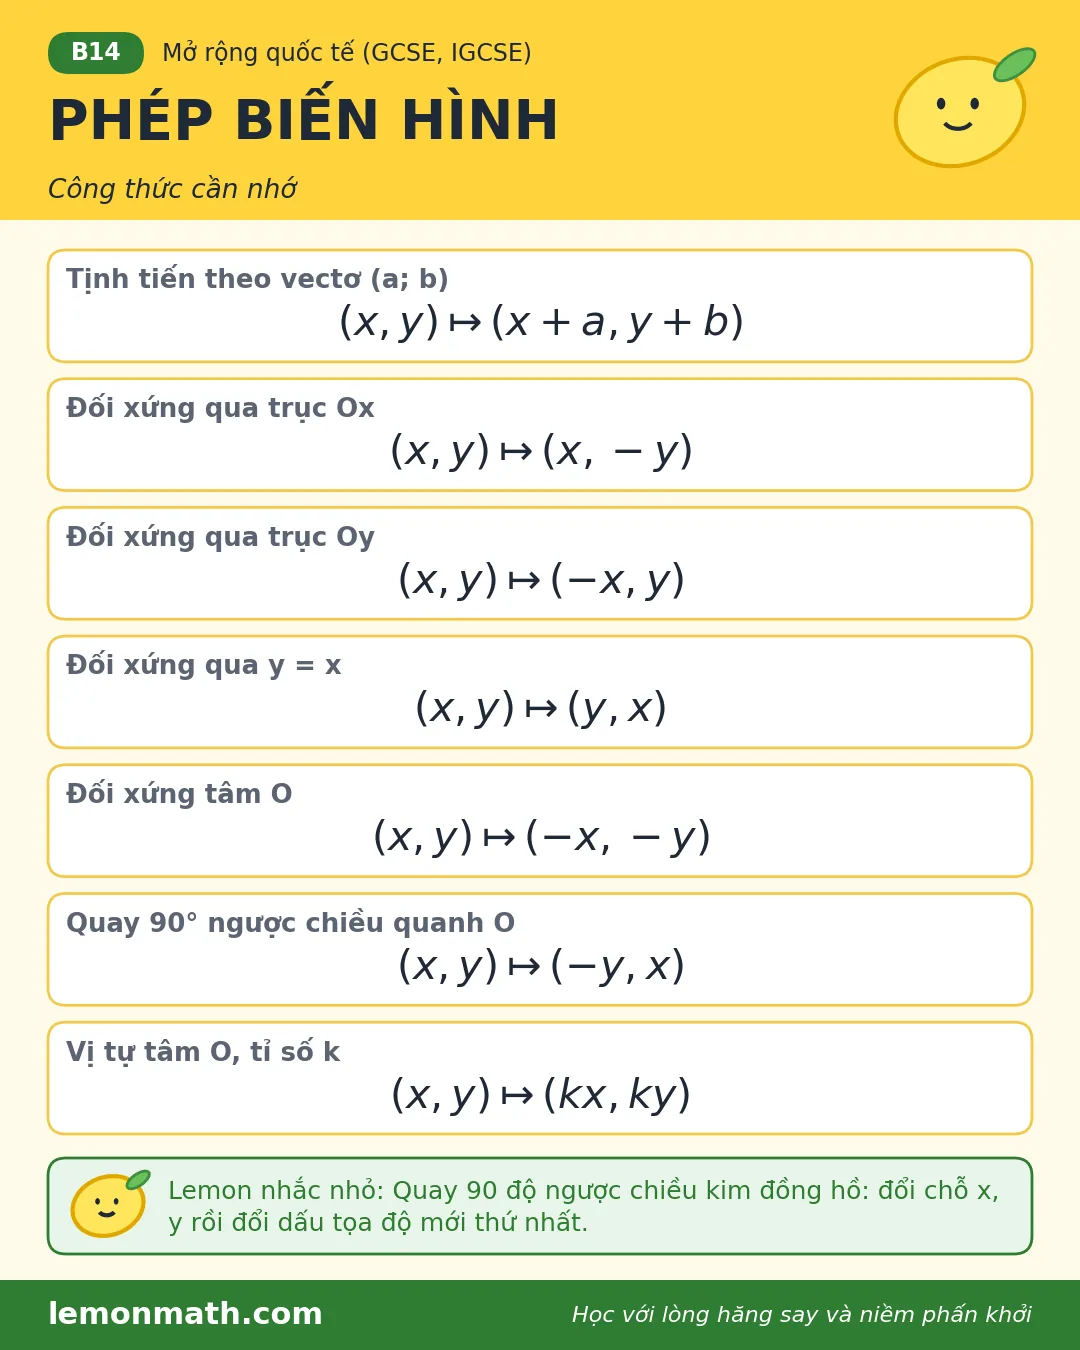 B14 Mở rộng quốc tế (GCSE, IGCSE)
PHÉP BIẾN HÌNH
Công thức cần nhớ
Tịnh tiến theo vectơ (a; b)
(x, y) ↦ (x + a, y + b)
Đối xứng qua trục Ox
(x, y) ↦ (x, − y)
Đối xứng qua trục Oy
(x, y) ↦ (−x, y)
Đối xứng qua y = x
(x, y) ↦ (y, x)
Đối xứng tâm O
(x, y) ↦ (−x, − y)
Quay 90° ngược chiều quanh O
(x, y) ↦ (−y, x)
Vị tự tâm O, tỉ số k
(x, y) ↦ (kx, ky)
Lemon nhắc nhỏ: Quay 90 độ ngược chiều kim đồng hồ: đổi chỗ x,
y rồi đổi dấu tọa độ mới thứ nhất.
lemonmath.com Học với lòng hăng say và niềm phấn khởi